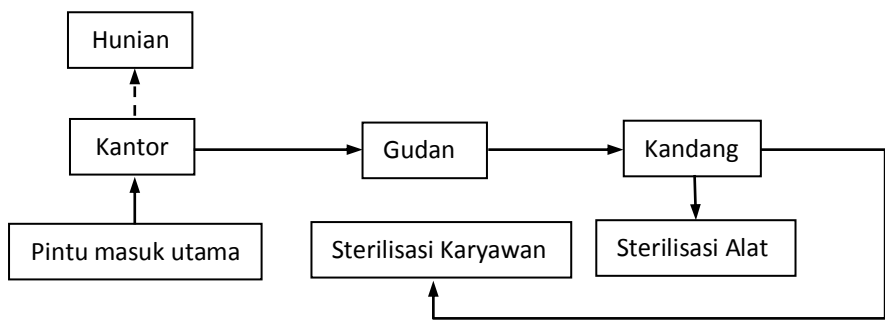 Hunian
Kantor
Gudan
Kandang
Pintu masuk utama
Sterilisasi Karyawan
Sterilisasi Alat